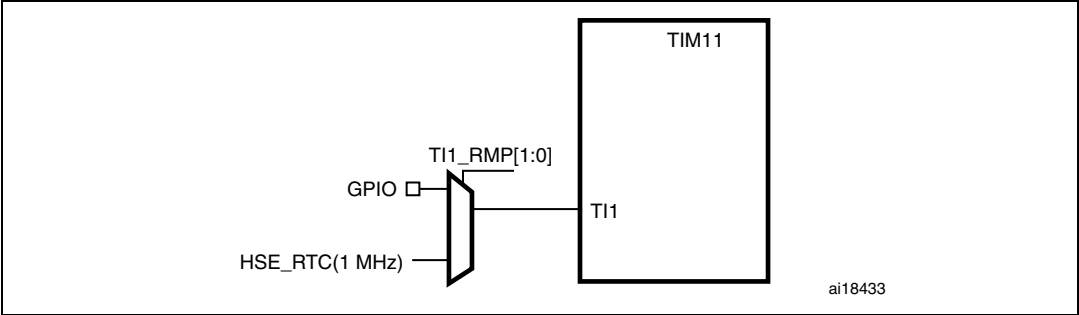 TIM11
TI1_RMP[1:0]
GPIO
TI1
HSE_RTC(1 MHz)
ai18433